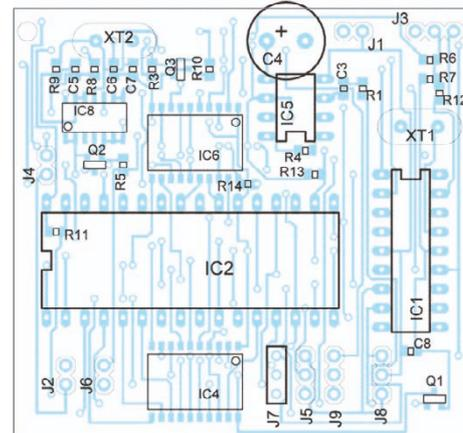 XT2
J1
J3
+
C4
R9
C5
R8
C6
C7
R3
Q3
R10
C3
R1
R6
R7
R12
IC8
IC5
XT1
Q2
R5
IC6
R4
R13
R14
J4
R11
IC2
IC1
C8
J2
J6
IC4
J7
J5
J9
J8
Q1